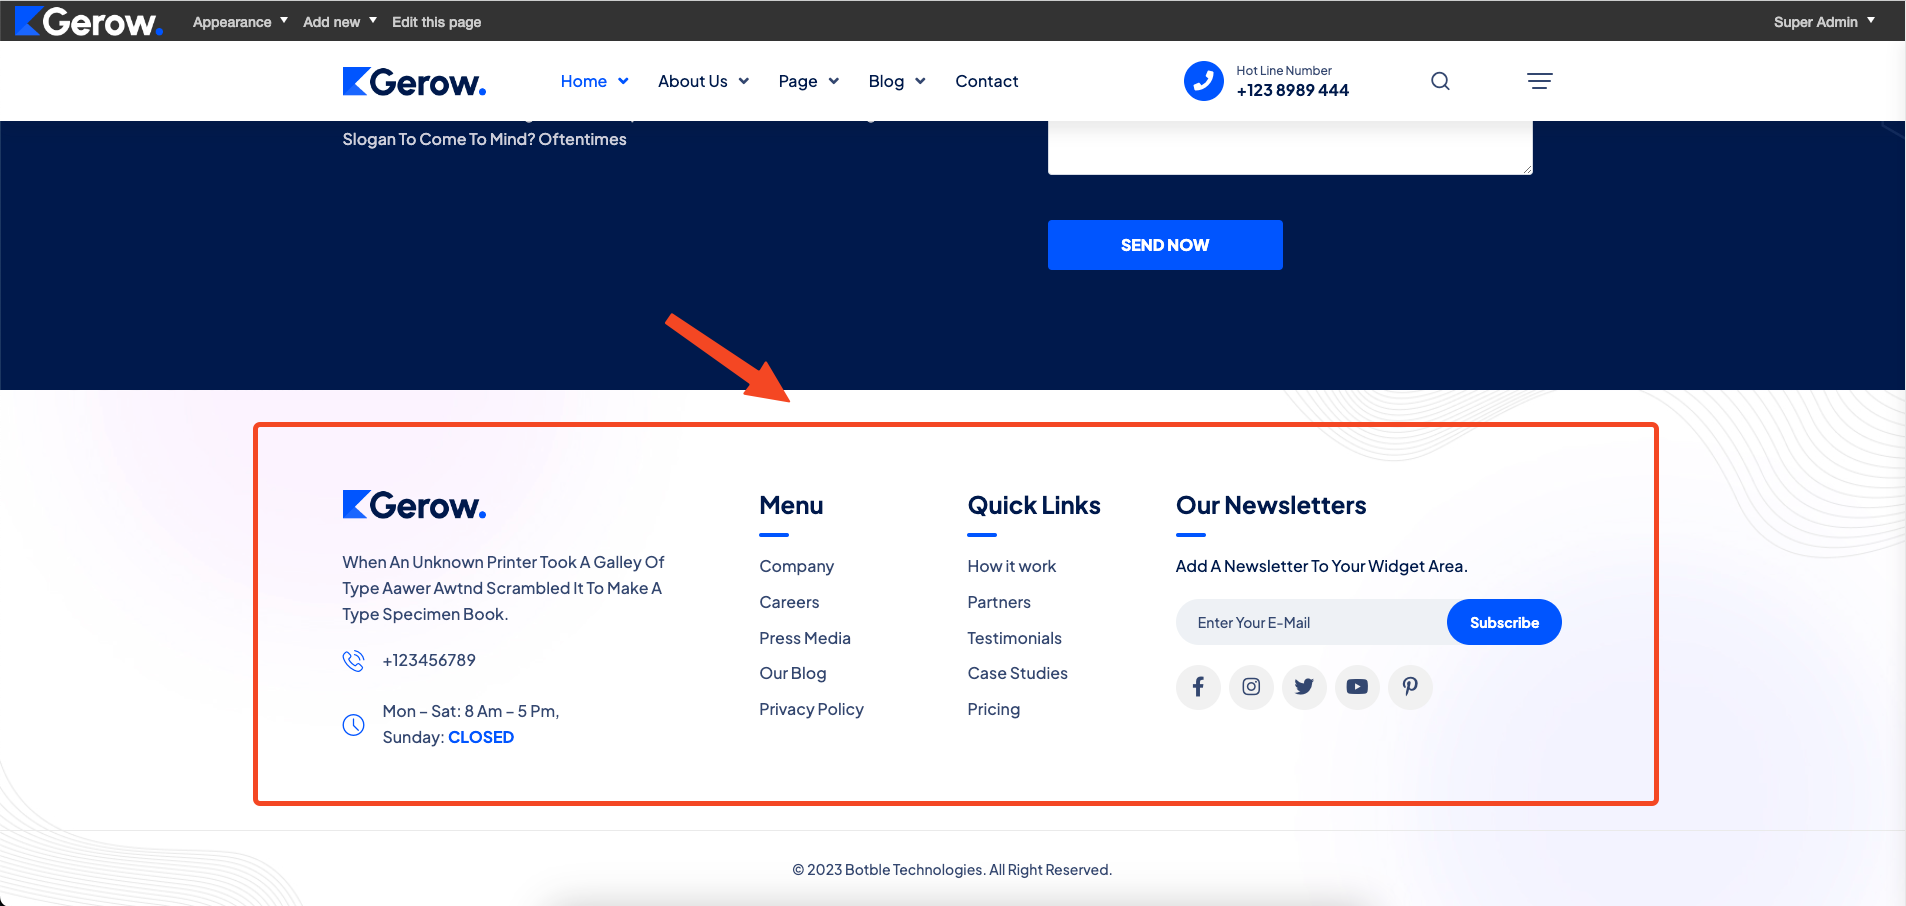 Gerow.
Appearance
Add new
Edit this page
Super Admin
Gerow.
Home
About Us
Page
Blog
Contact
Hot Line Number
+123 8989 444
Slogan To Come To Mind? Oftentimes
SEND NOW
Gerow.
When An Unknown Printer Took A Galley Of
Type Aawer Awtnd Scrambled It To Make A
Type Specimen Book.
+123456789
Mon – Sat: 8 Am – 5 Pm,
Sunday: CLOSED
Menu
Company
Careers
Press Media
Our Blog
Privacy Policy
Quick Links
How it work
Partners
Testimonials
Case Studies
Pricing
Our Newsletters
Add A Newsletter To Your Widget Area.
Enter Your E-Mail
Subscribe
© 2023 Botble Technologies. All Right Reserved.